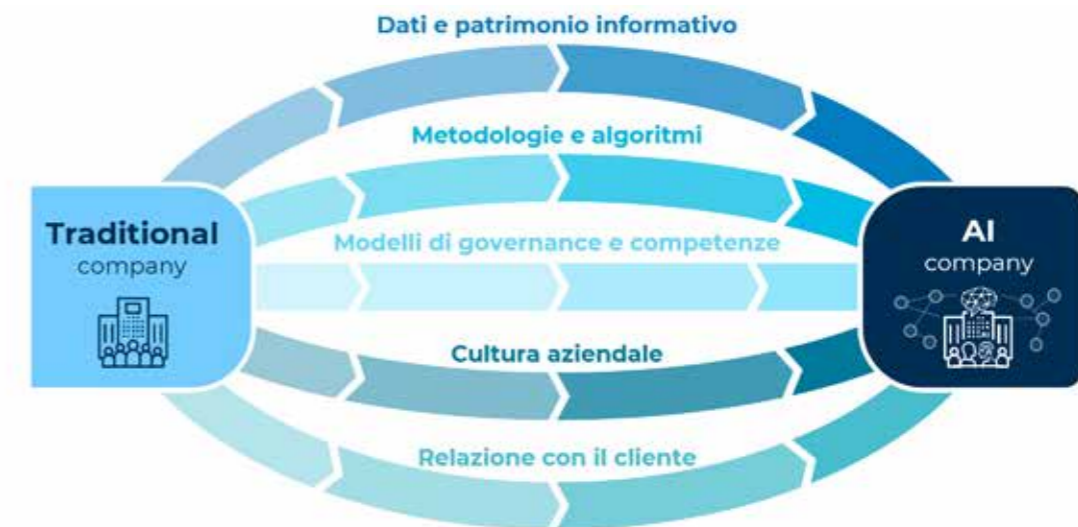 Dati e patrimonio informativo
Metodologie e algoritmi
Traditional
company
Modelli di governance e competenze
AI
company
Cultura aziendale
Relazione con il cliente